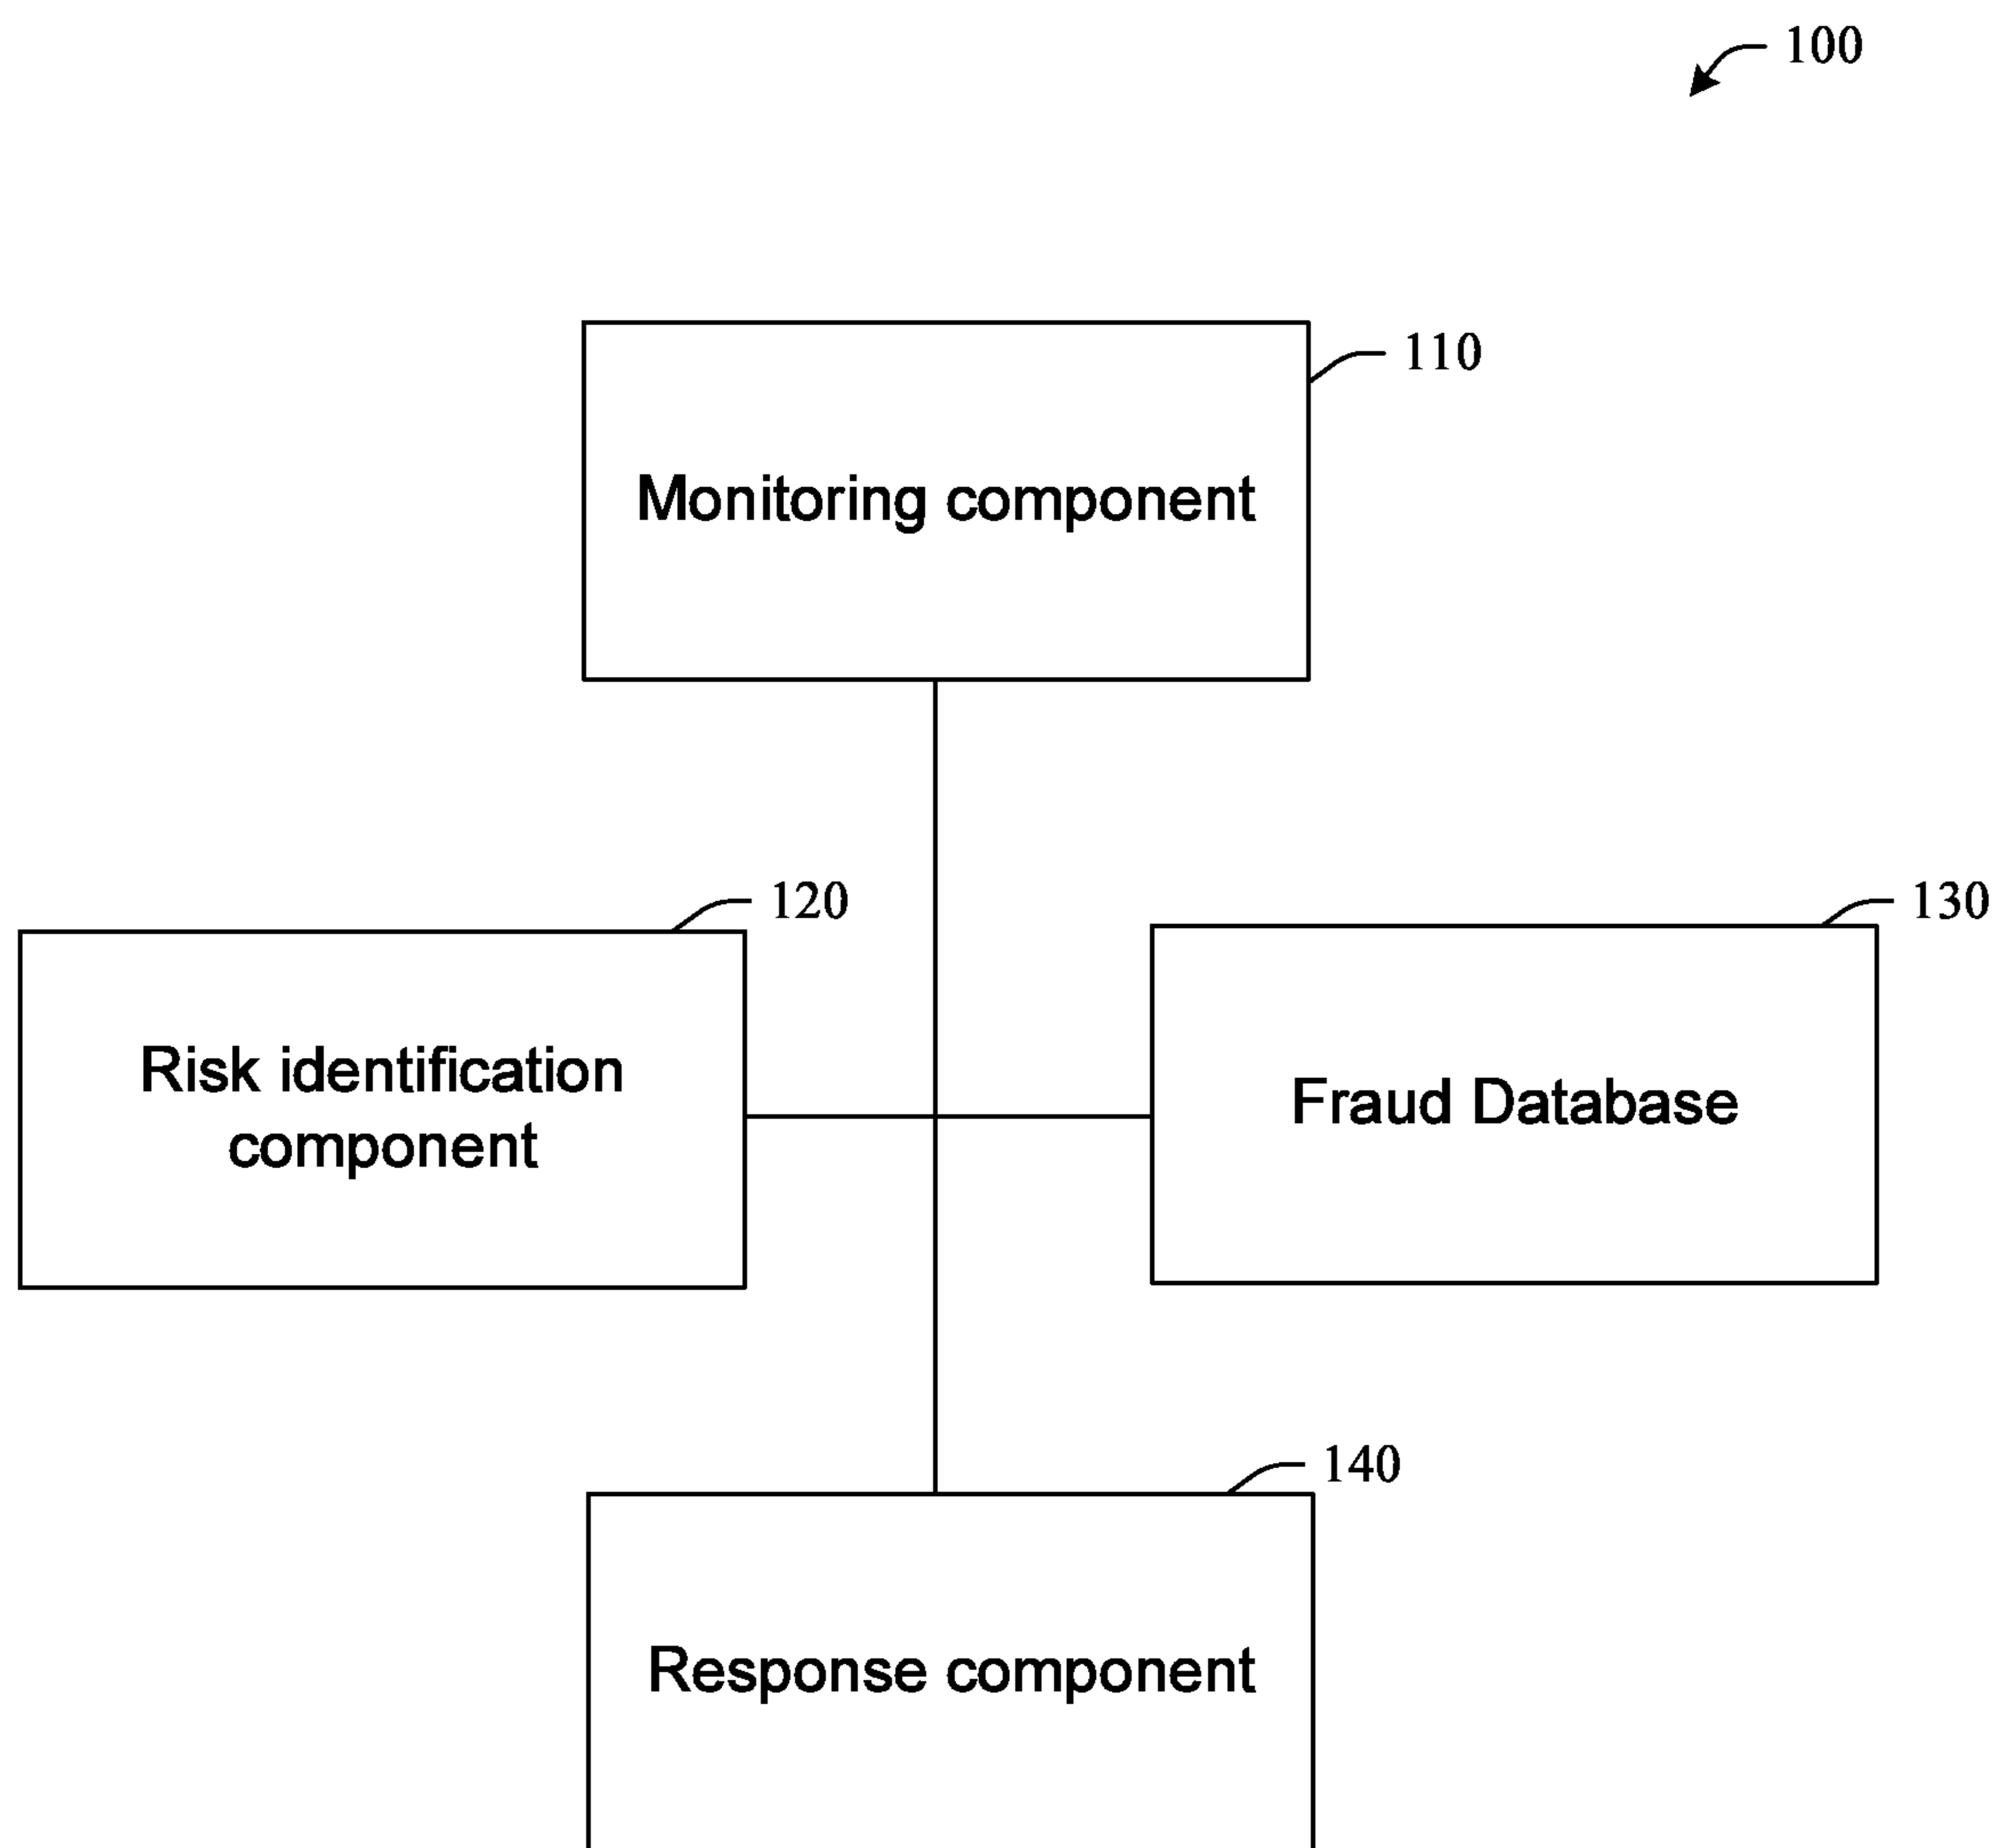 100
110
Monitoring component
120
130
Risk identification
component
Fraud Database
140
Response component